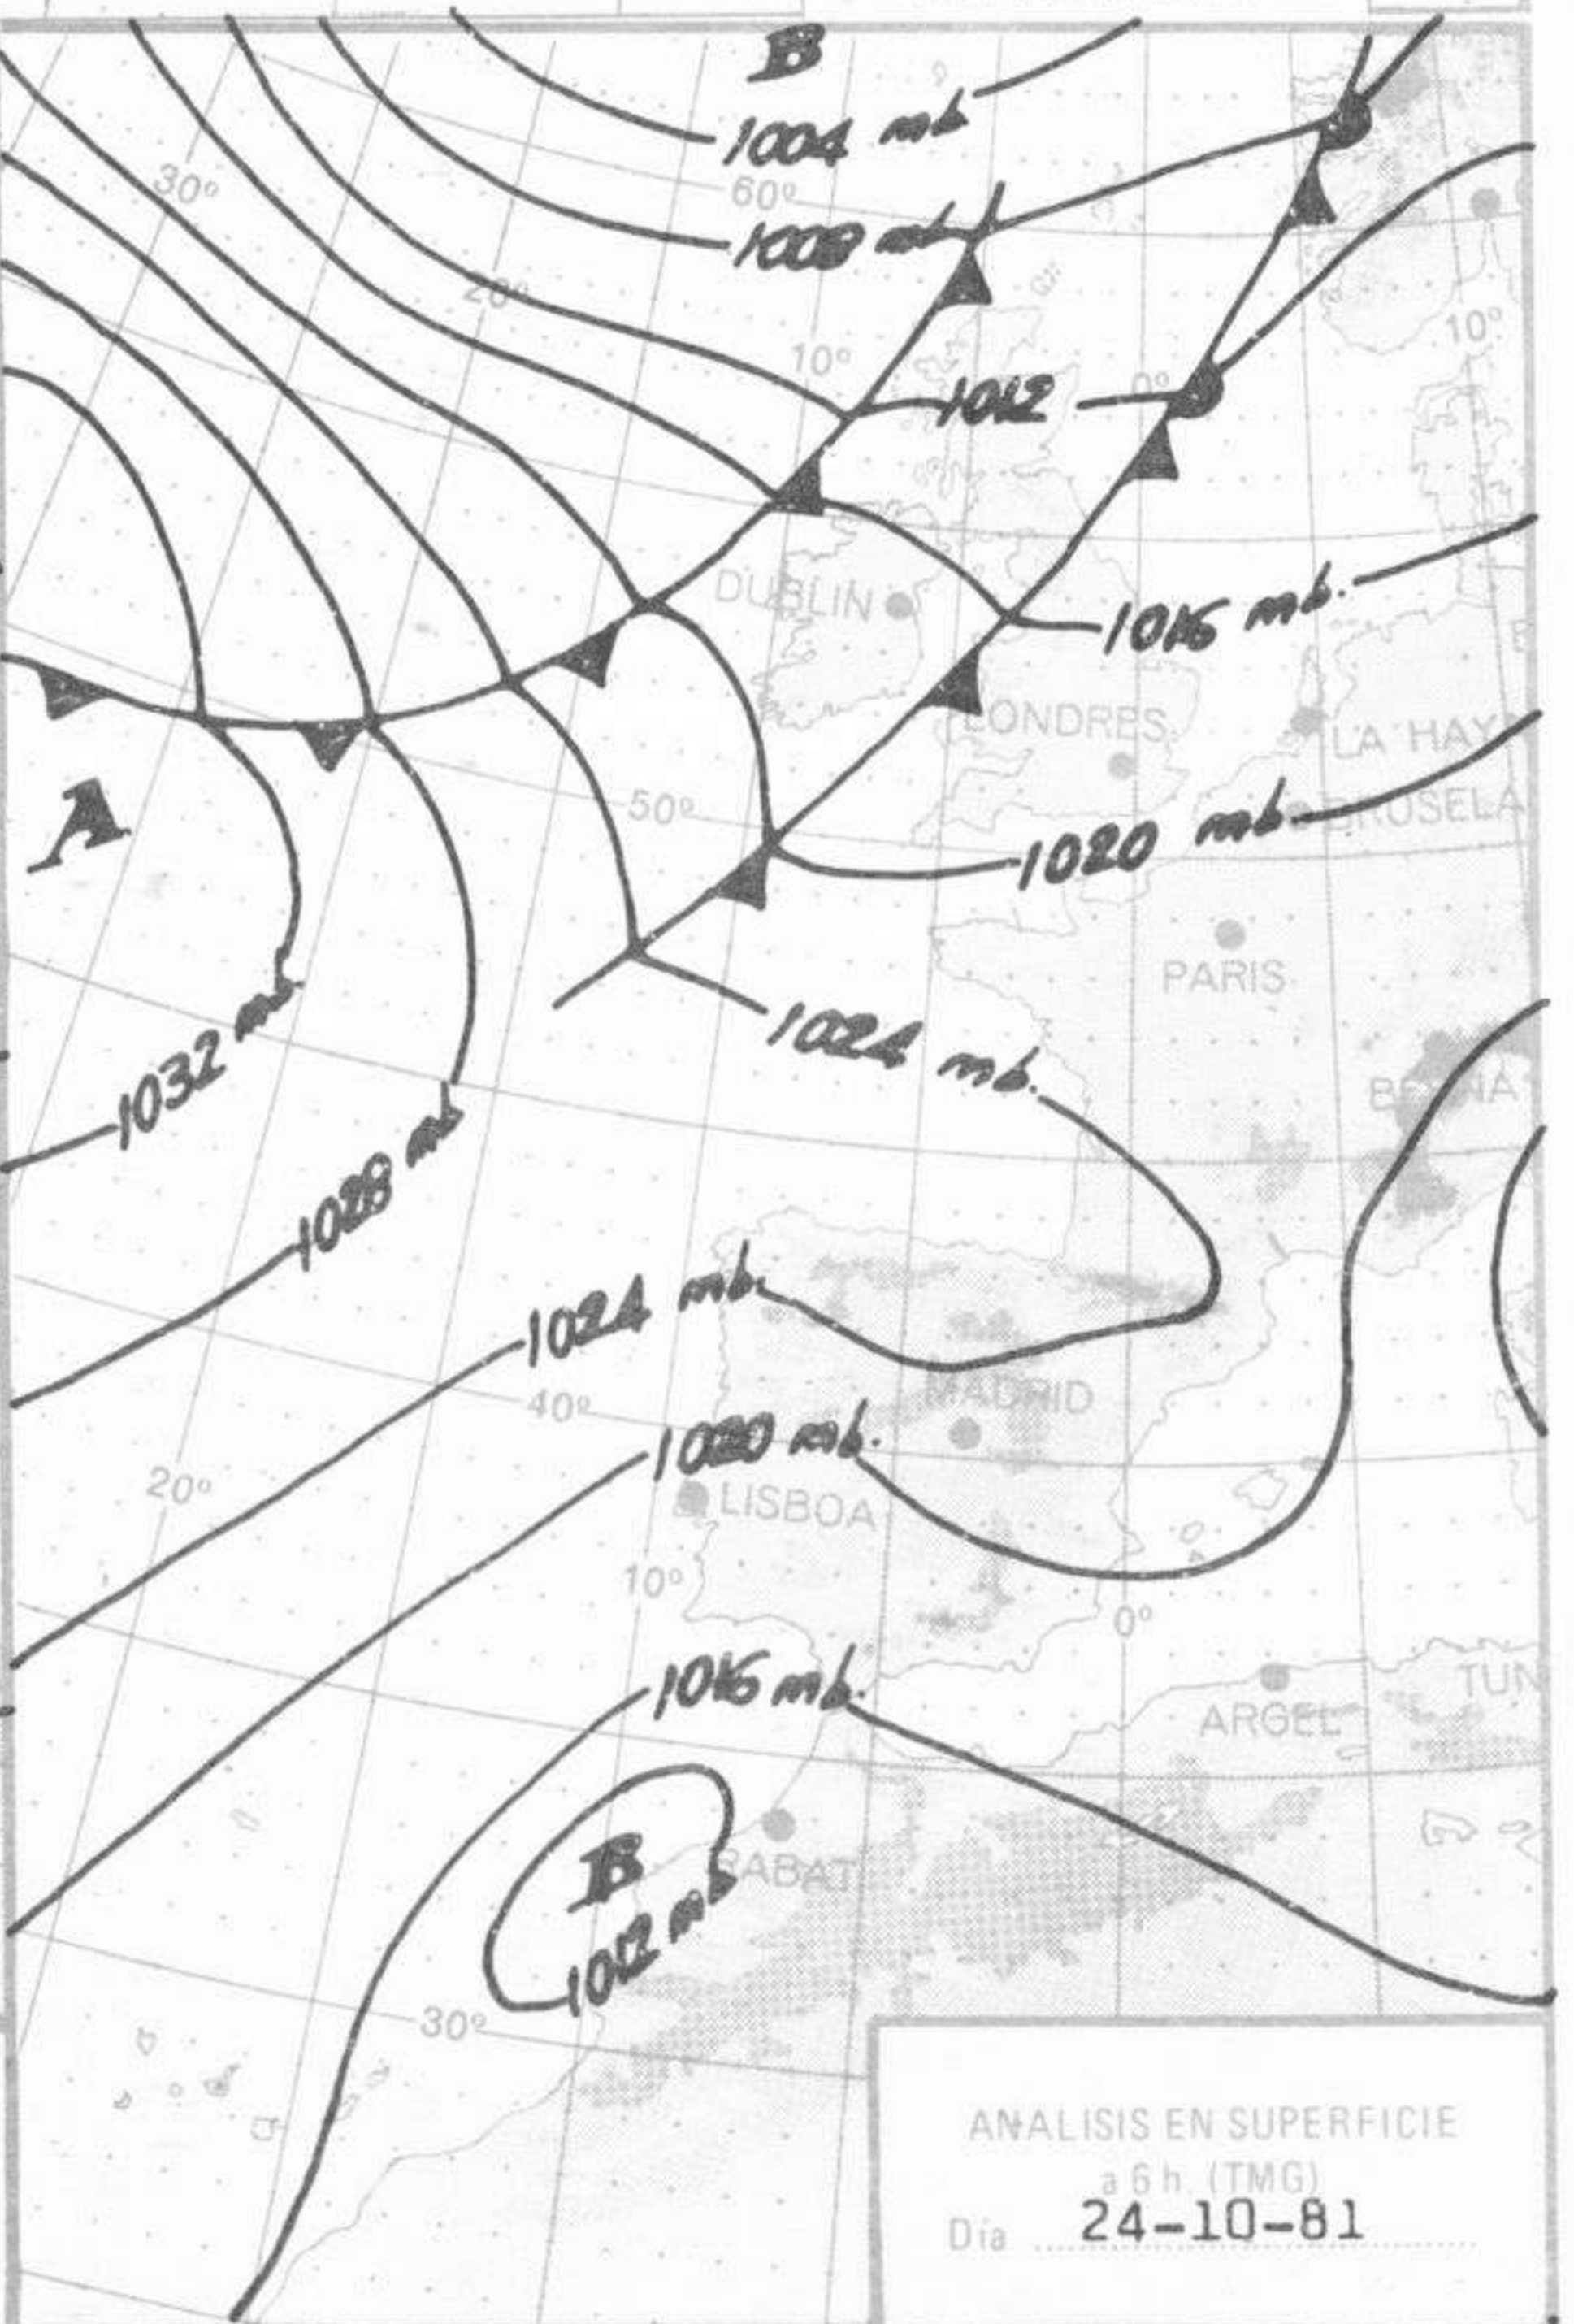 B
1004 mb
30º
60º
1008 mb
20º
10º
10º
1012
0º
DUBLIN
1016 mb.
LONDRES
LA HAY
50º
A
1020 mb.
BRUSELA
PARIS
1024 mb.
1032 mb.
BERNA
1028 mb
1024 mb.
40º
MADRID
1020 mb.
20º
LISBOA
10º
0º
1016 mb.
TUN
ARGEL
B
RABAT
1012 mb
30º
ANALISIS EN SUPERFICIE
a 6 h. (TMG)
Día 24-10-81